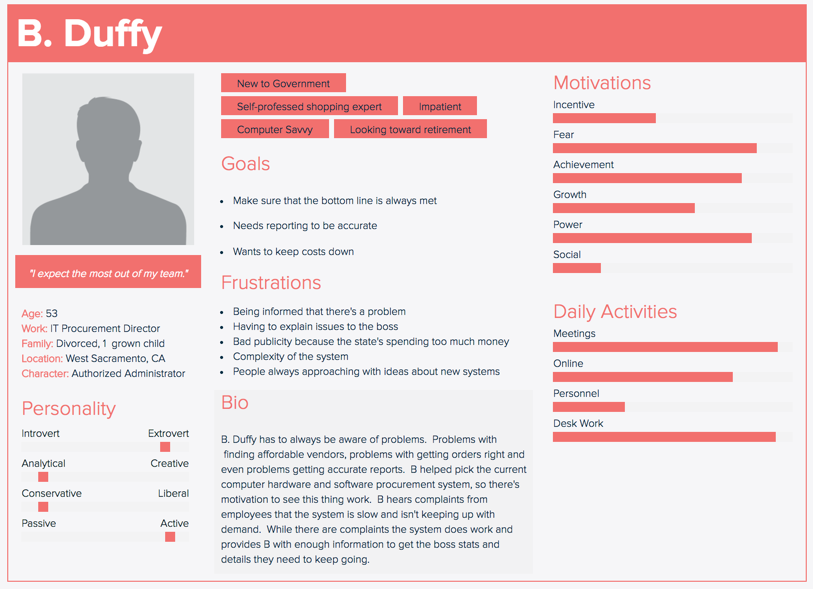 B. Duffy
"I expect the most out of my team."
Age: 53
Work: IT Procurement Director
Family: Divorced, 1 grown child
Location: West Sacramento, CA
Character: Authorized Administrator
Personality
Introvert Extrovert
Analytical Creative
Conservative Liberal
Passive Active
New to Government
Self-professed shopping expert Impatient
Computer Savvy Looking toward retirement
Goals
• Make sure that the bottom line is always met
• Needs reporting to be accurate
• Wants to keep costs down
Frustrations
• Being informed that there's a problem
• Having to explain issues to the boss
• Bad publicity because the state's spending too much money
• Complexity of the system
• People always approaching with ideas about new systems
Bio
B. Duffy has to always be aware of problems. Problems with
finding affordable vendors, problems with getting orders right and
even problems getting accurate reports. B helped pick the current
computer hardware and software procurement system, so there's
motivation to see this thing work. B hears complaints from
employees that the system is slow and isn't keeping up with
demand. While there are complaints the system does work and
provides B with enough information to get the boss stats and
details they need to keep going.
Motivations
Incentive
Fear
Achievement
Growth
Power
Social
Daily Activities
Meetings
Online
Personnel
Desk Work